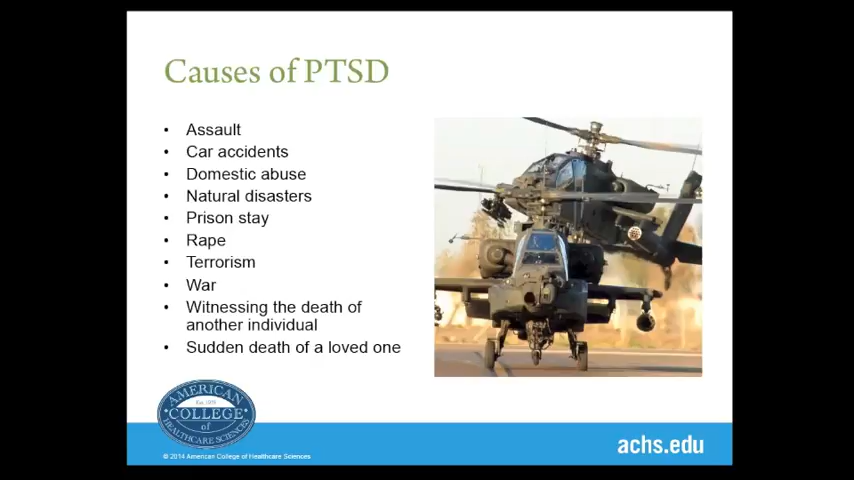 Causes of PTSD
• Assault
• Car accidents
• Domestic abuse
• Natural disasters
• Prison stay
• Rape
• Terrorism
• War
• Witnessing the death of
another individual
• Sudden death of a loved one
AMERICAN
COLLEGE
of
HEALTHCARE SCIENCES
achs.edu
© 2014 American College of Healthcare Sciences